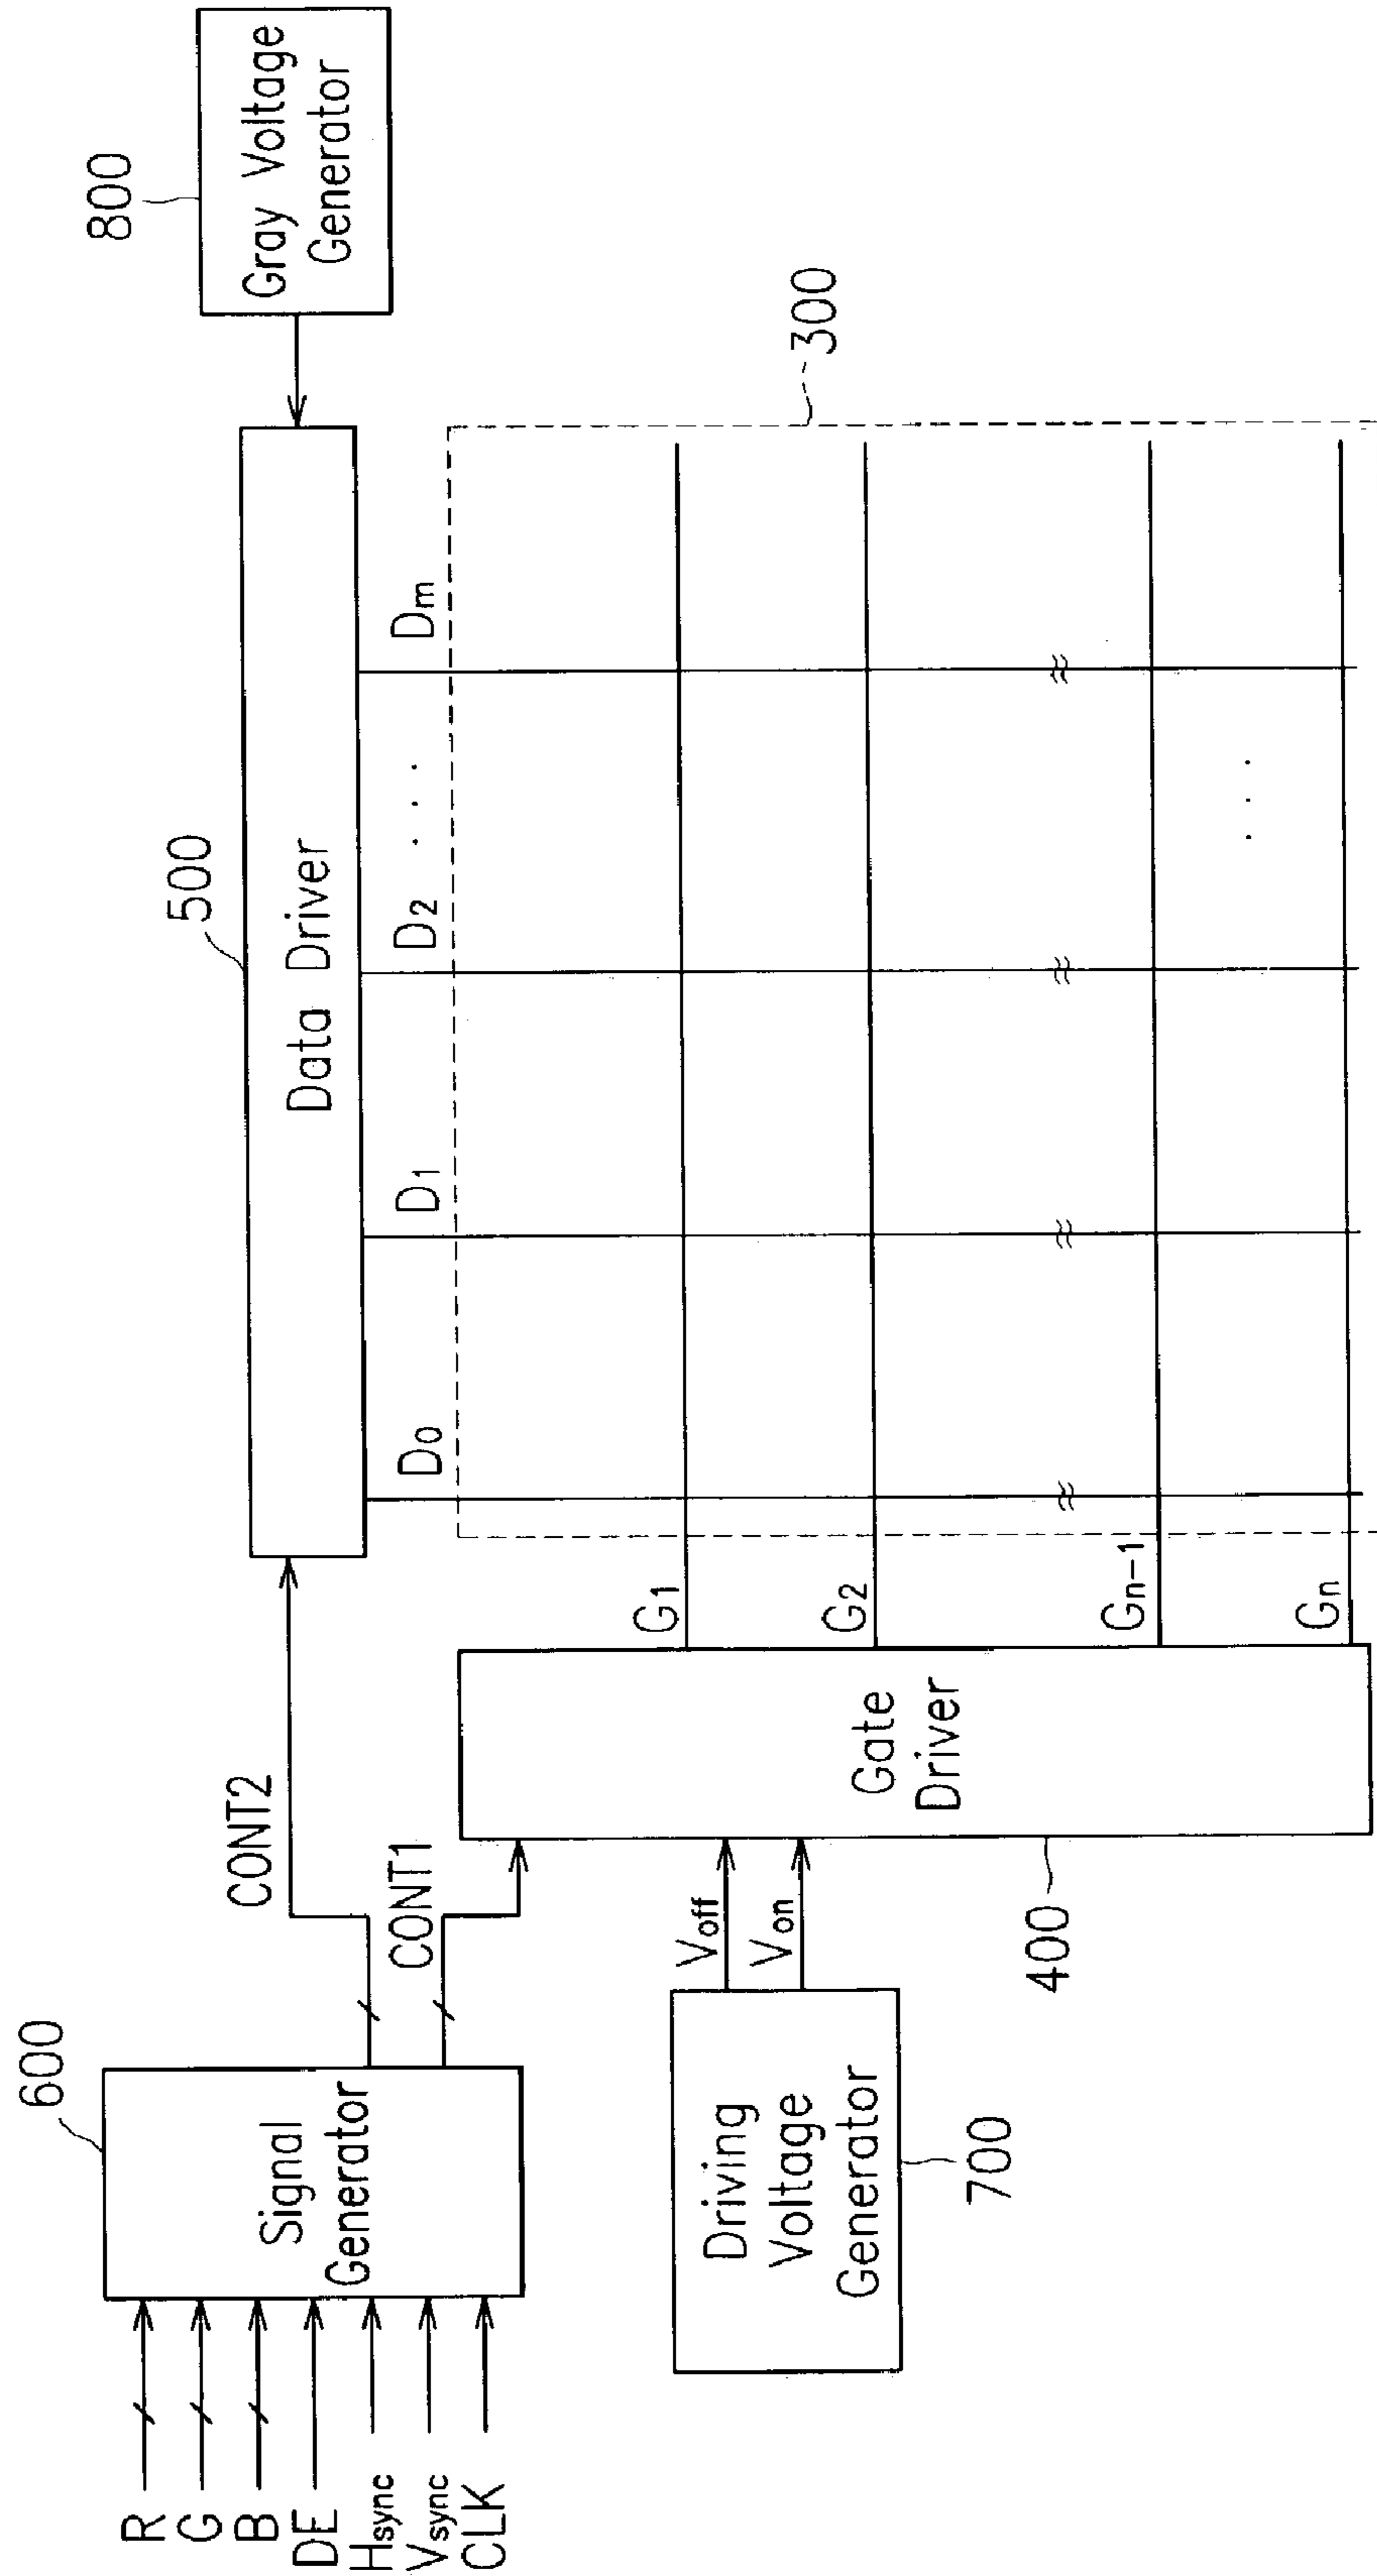 800
Gray Voltage
Generator
500
Data Driver
600
Signal
Generator
R
G
B
DE
Hsync
Vsync
CLK
CONT2
CONT1
D0
D1
D2
. . .
Dm
300
G1
G2
Gn-1
Gn
. . .
Gate
Driver
400
Voff
Von
Driving
Voltage
Generator
700